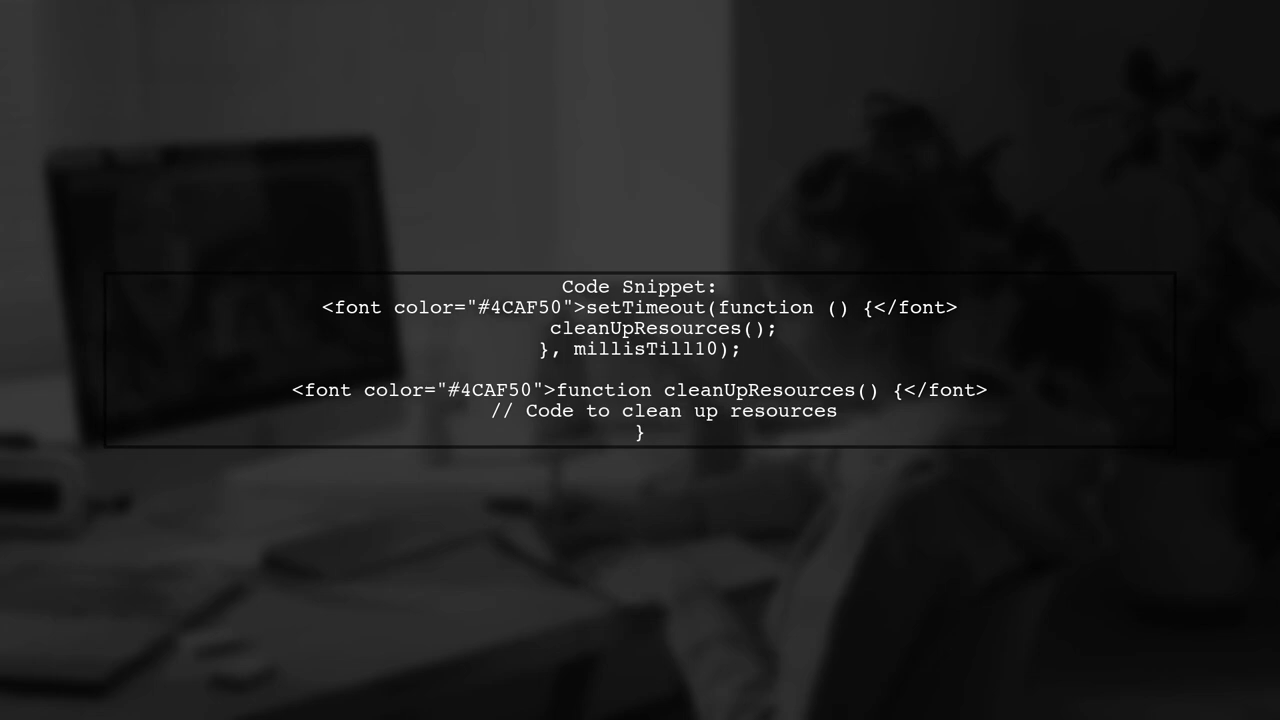 Code Snippet:
<font color="#4CAF50">setTimeout(function () {</font>
cleanUpResources();
}, millisTill10);
<font color="#4CAF50">function cleanUpResources() {</font>
// Code to clean up resources
}